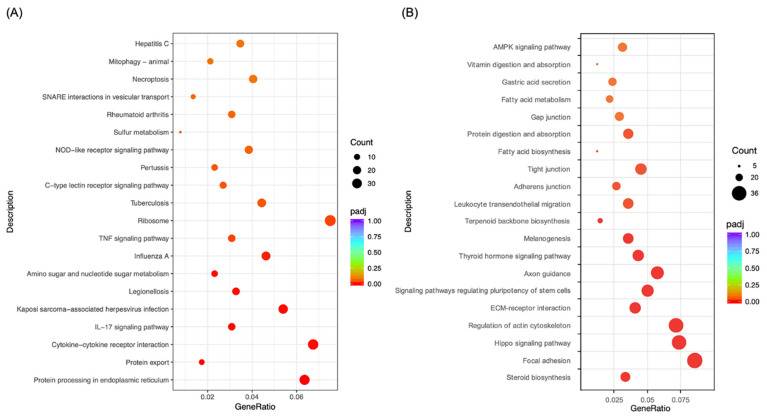 (A)
Description
Hepatitis C
Mitophagy − animal
Necroptosis
SNARE interactions in vesicular transport
Rheumatoid arthritis
Sulfur metabolism
NOD−like receptor signaling pathway
Pertussis
C−type lectin receptor signaling pathway
Tuberculosis
Ribosome
TNF signaling pathway
Influenza A
Amino sugar and nucleotide sugar metabolism
Legionellosis
Kaposi sarcoma−associated herpesvirus infection
IL−17 signaling pathway
Cytokine−cytokine receptor interaction
Protein export
Protein processing in endoplasmic reticulum
0.02 0.04 0.06
GeneRatio
Count
10
20
30
padj
1.00
0.75
0.50
0.25
0.00
(B)
Description
AMPK signaling pathway
Vitamin digestion and absorption
Gastric acid secretion
Fatty acid metabolism
Gap junction
Protein digestion and absorption
Fatty acid biosynthesis
Tight junction
Adherens junction
Leukocyte transendothelial migration
Terpenoid backbone biosynthesis
Melanogenesis
Thyroid hormone signaling pathway
Axon guidance
Signaling pathways regulating pluripotency of stem cells
ECM−receptor interaction
Regulation of actin cytoskeleton
Hippo signaling pathway
Focal adhesion
Steroid biosynthesis
0.025 0.05 0.075
GeneRatio
Count
5
20
36
padj
1.00
0.75
0.50
0.25
0.00